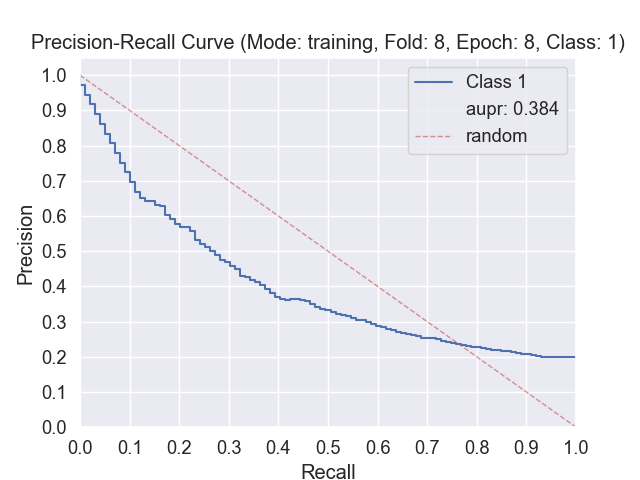 Precision-Recall Curve (Mode: training, Fold: 8, Epoch: 8, Class: 1)
1.0
0.9
0.8
0.7
0.6
0.5
0.4
0.3
0.2
0.1
0.0
Precision
Class 1
aupr: 0.384
random
0.0 0.1 0.2 0.3 0.4 0.5 0.6 0.7 0.8 0.9 1.0
Recall